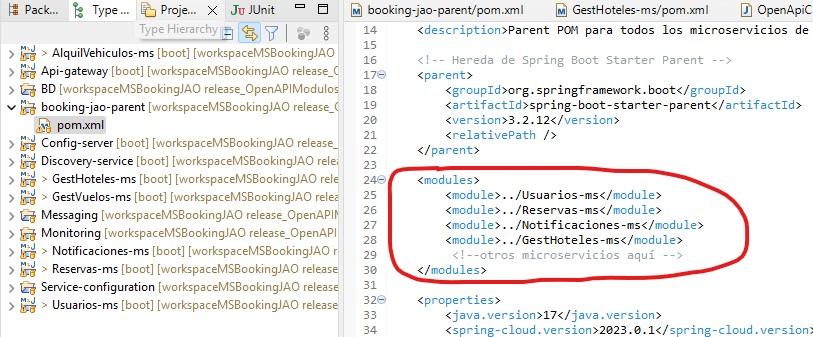 Pack...
Type ...
Proje...
JUnit
Type Hierarchy
> AlquilVehiculos-ms [boot] [workspaceMSBookingJAO
Api-gateway [boot] [workspaceMSBookingJAO release_
BD [workspaceMSBookingJAO release_OpenAPIModulos
booking-jao-parent [workspaceMSBookingJAO release_
pom.xml
Config-server [boot] [workspaceMSBookingJAO release
Discovery-service [boot] [workspaceMSBookingJAO rele
> GestHoteles-ms [boot] [workspaceMSBookingJAO re
> GestVuelos-ms [boot] [workspaceMSBookingJAO rele
Messaging [workspaceMSBookingJAO release_OpenAPIM
Monitoring [workspaceMSBookingJAO release_OpenAPI
> Notificaciones-ms [boot] [workspaceMSBookingJAO
> Reservas-ms [boot] [workspaceMSBookingJAO releas
Service-configuration [workspaceMSBookingJAO release
> Usuarios-ms [boot] [workspaceMSBookingJAO releas
booking-jao-parent/pom.xml
GestHoteles-ms/pom.xml
OpenApiC
14 <description>Parent POM para todos los microservicios de
15
16 <!-- Hereda de Spring Boot Starter Parent -->
17 <parent>
18 <groupId>org.springframework.boot</groupId>
19 <artifactId>spring-boot-starter-parent</artifactId>
20 <version>3.2.12</version>
21 <relativePath />
22 </parent>
23
24 <modules>
25 <module>../Usuarios-ms</module>
26 <module>../Reservas-ms</module>
27 <module>../Notificaciones-ms</module>
28 <module>../GestHoteles-ms</module>
29 <!--otros microservicios aquí -->
30 </modules>
31
32 <properties>
33 <java.version>17</java.version>
34 <spring-cloud.version>2023.0.1</spring-cloud.version>